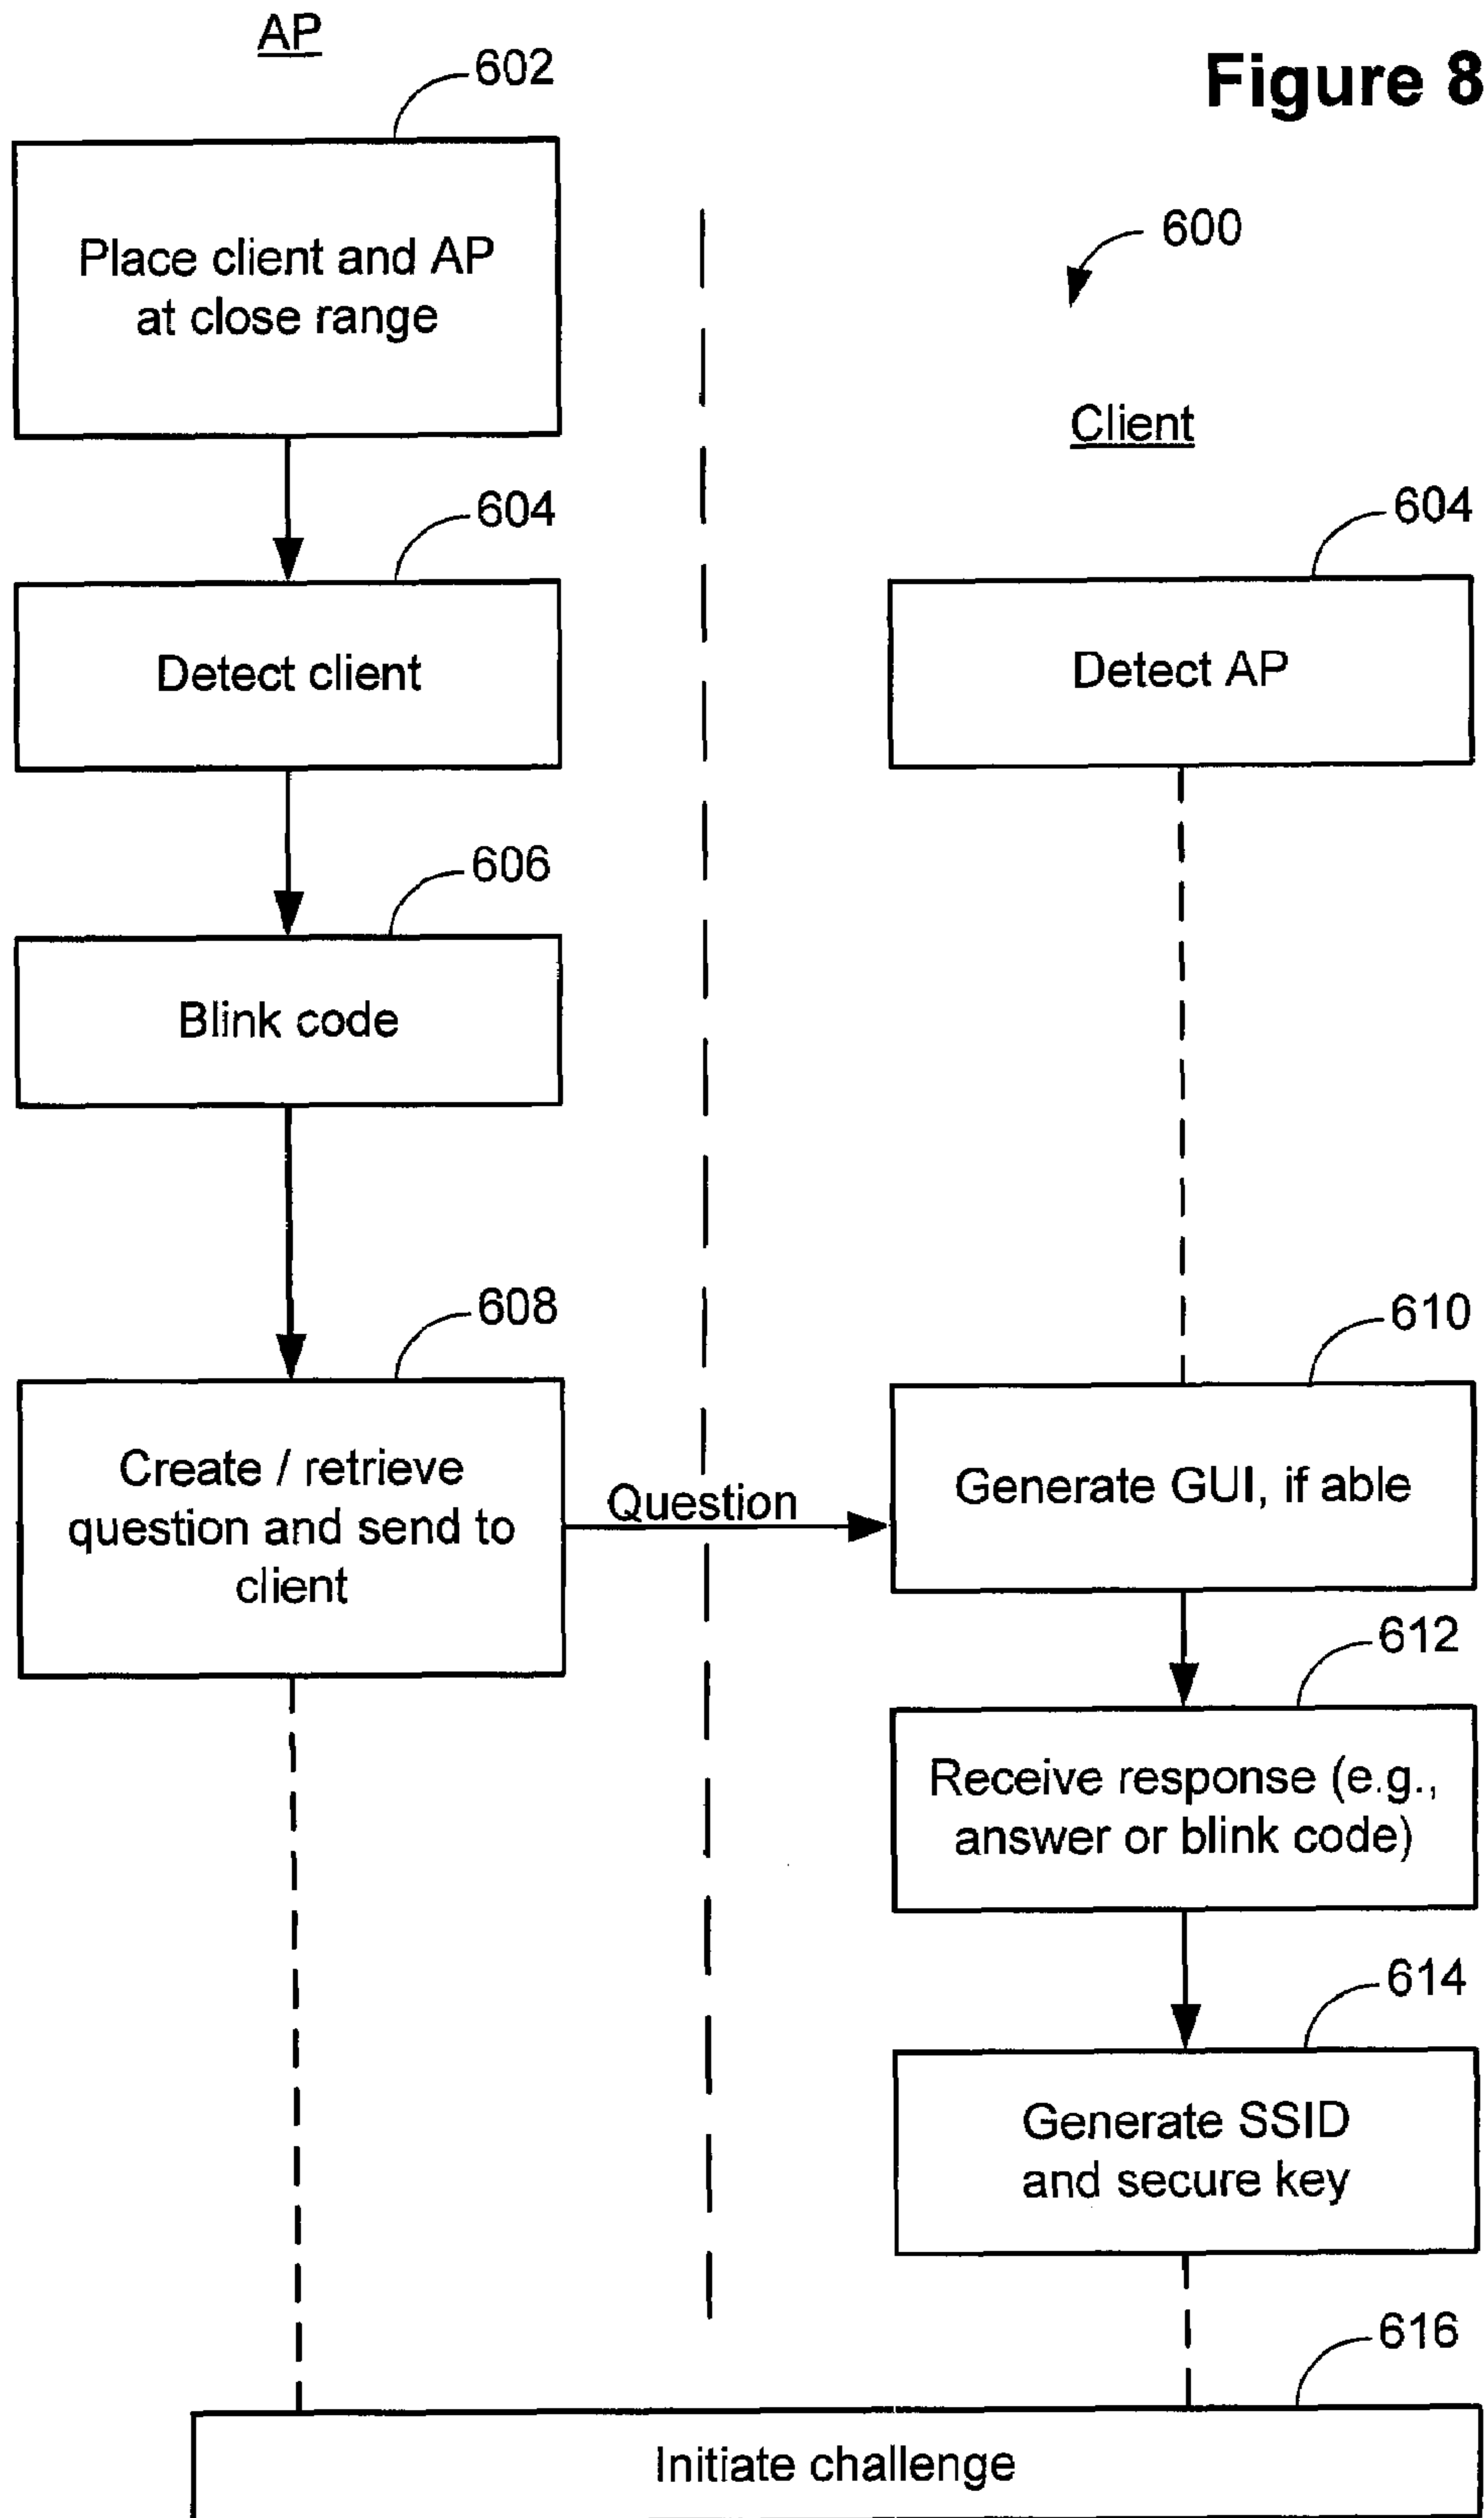 AP
Figure 8
602
Place client and AP
at close range
600
Client
604
Detect client
604
Detect AP
606
Blink code
608
Create / retrieve
question and send to
client
Question
610
Generate GUI, if able
612
Receive response (e.g.,
answer or blink code)
614
Generate SSID
and secure key
616
Initiate challenge